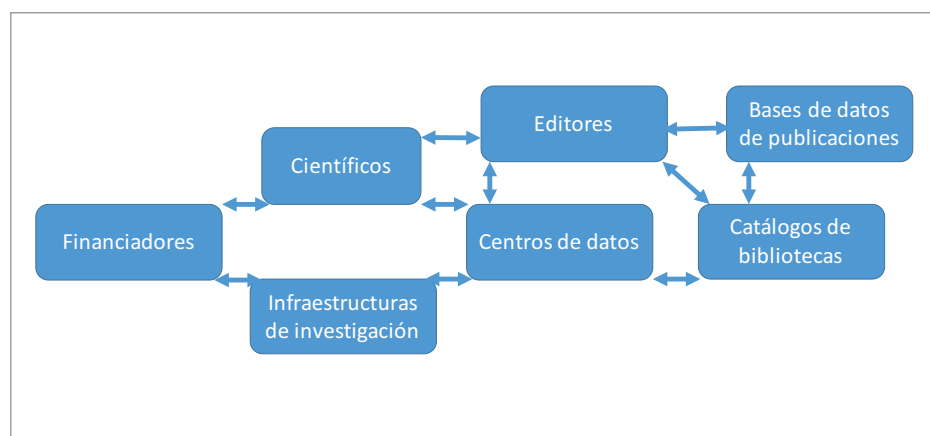 Editores
Bases de datos
de publicaciones
Científicos
Financiadores
Centros de datos
Catálogos de
bibliotecas
Infraestructuras
de investigación